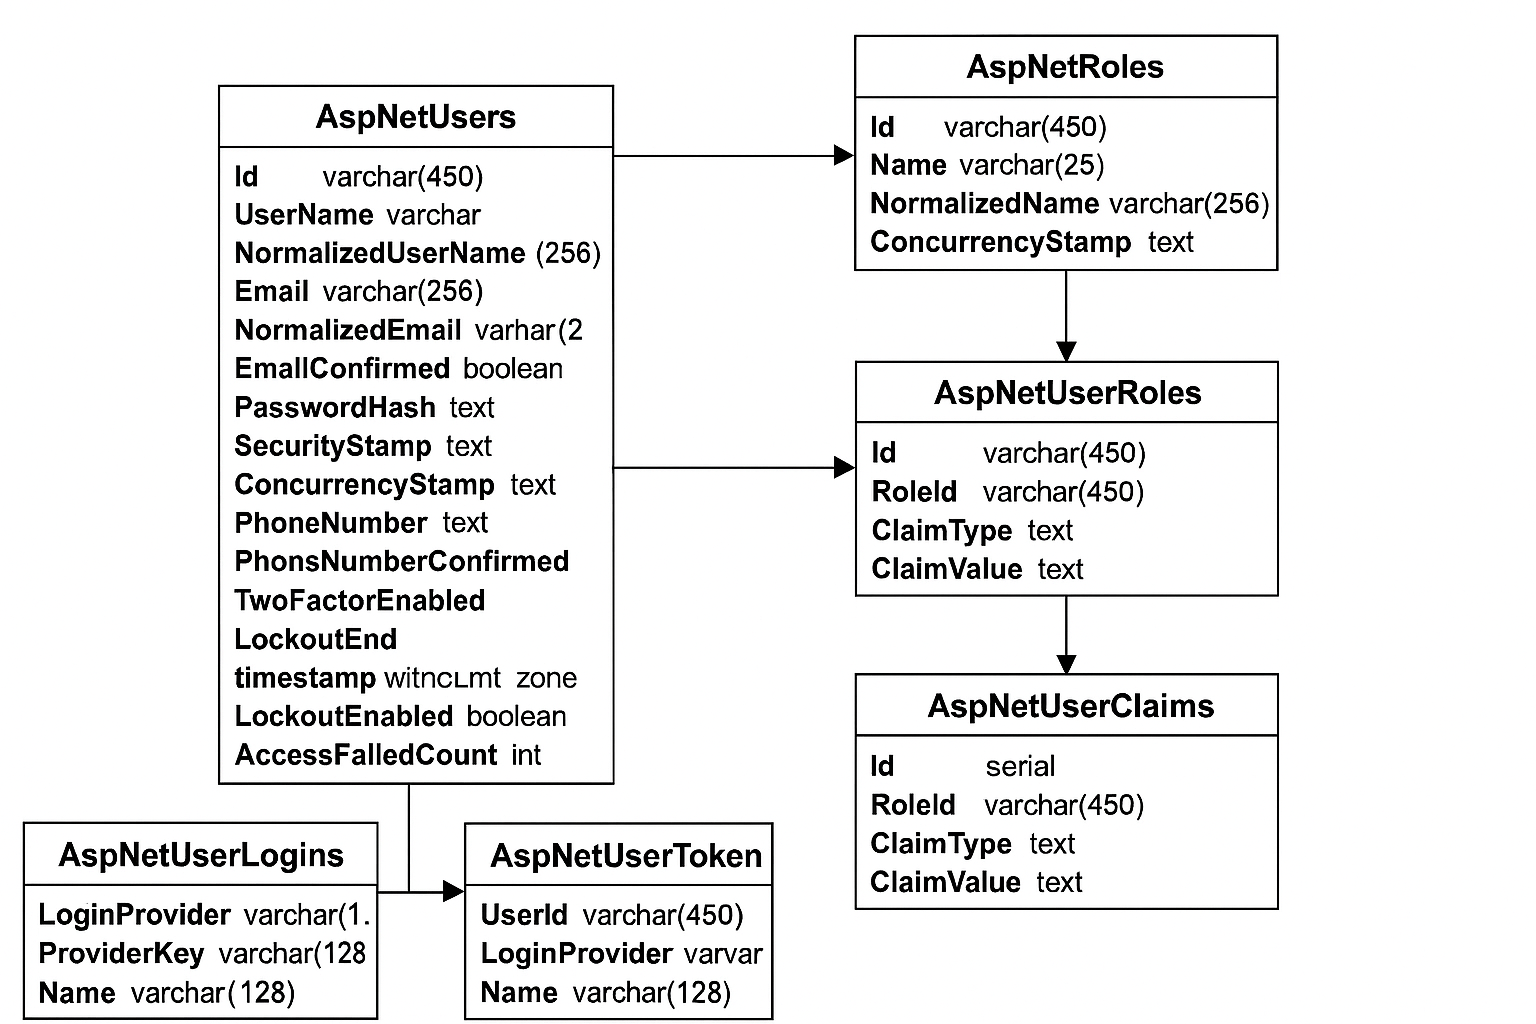 AspNetUsers
Id varchar(450)
UserName varchar
NormalizedUserName (256)
Email varchar(256)
NormalizedEmail varhar(2
EmallConfirmed boolean
PasswordHash text
SecurityStamp text
ConcurrencyStamp text
PhoneNumber text
PhonsNumberConfirmed
TwoFactorEnabled
LockoutEnd
timestamp zone
LockoutEnabled boolean
AccessFalledCount int
AspNetRoles
Id varchar(450)
Name varchar(25)
NormalizedName varchar(256)
ConcurrencyStamp text
AspNetUserRoles
Id varchar(450)
RoleId varchar(450)
ClaimType text
ClaimValue text
AspNetUserClaims
Id serial
RoleId varchar(450)
ClaimType text
ClaimValue text
AspNetUserLogins
LoginProvider varchar(1.
ProviderKey varchar(128
Name varchar(128)
AspNetUserToken
UserId varchar(450)
LoginProvider varvar
Name varchar(128)